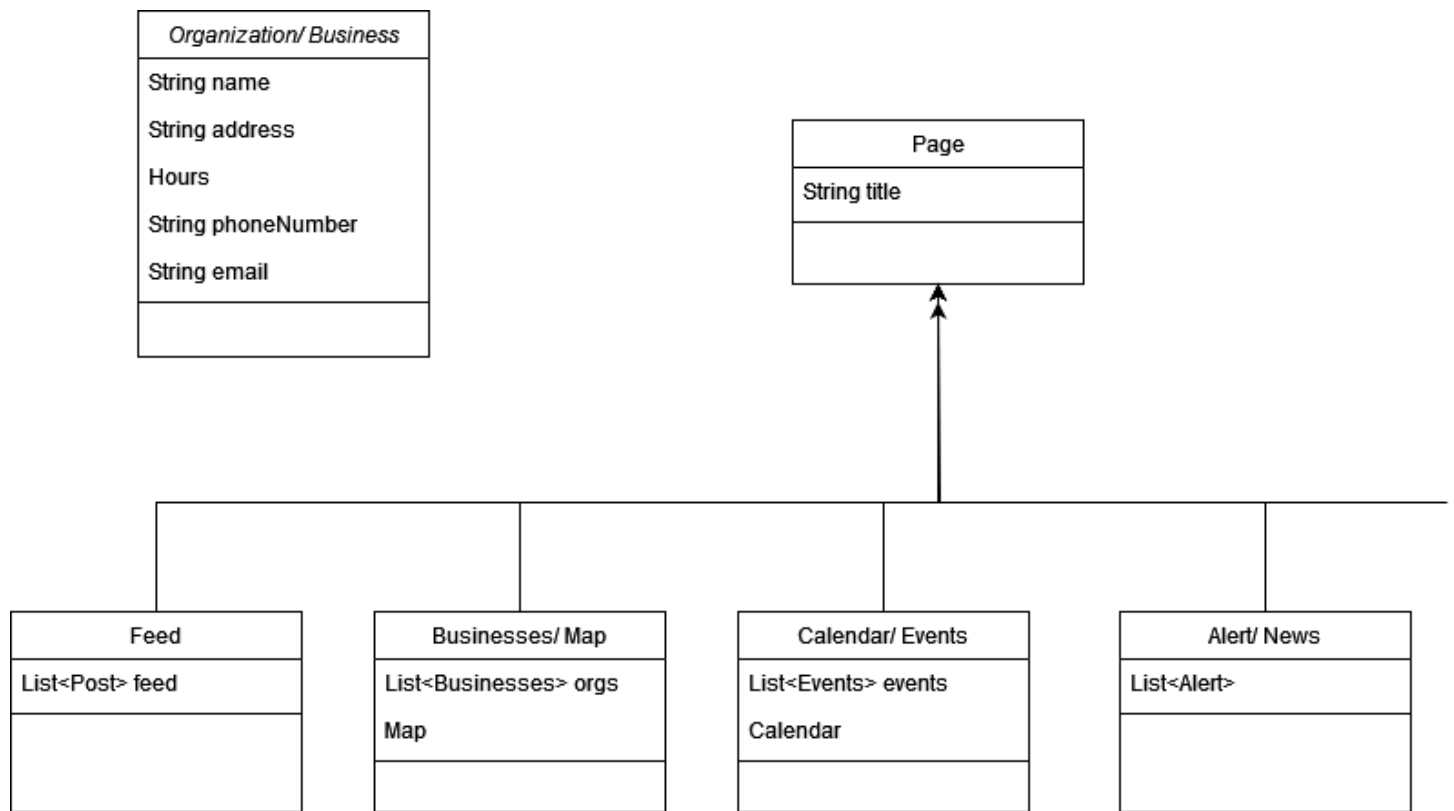 Organization/ Business
String name
String address
Hours
String phoneNumber
String email
Page
String title
Feed
List<Post> feed
Businesses/ Map
List<Businesses> orgs
Map
Calendar/ Events
List<Events> events
Calendar
Alert/ News
List<Alert>